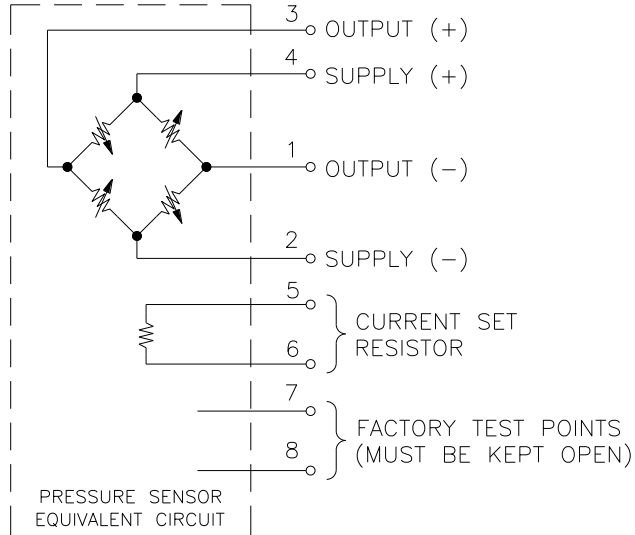 3 OUTPUT (+)
4 SUPPLY (+)
1 OUTPUT (−)
2 SUPPLY (−)
5
CURRENT SET
RESISTOR
6
7
FACTORY TEST POINTS
(MUST BE KEPT OPEN)
8
PRESSURE SENSOR
EQUIVALENT CIRCUIT